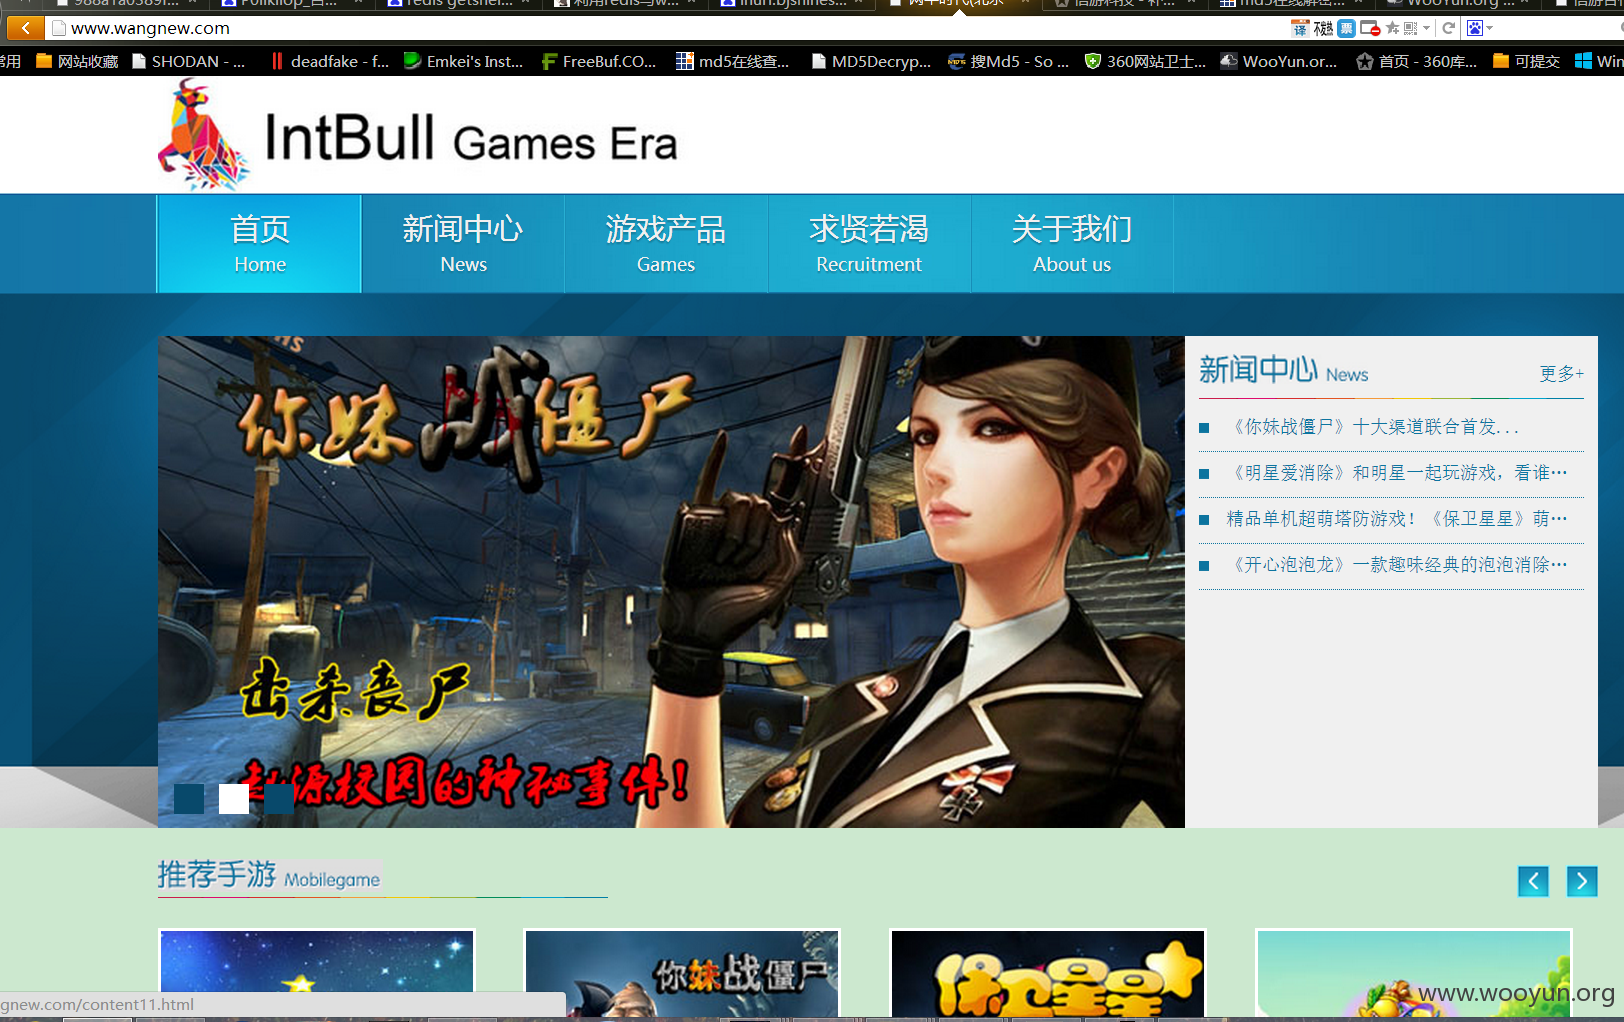 www.wangnew.com
常用 网站收藏 SHODAN - ... deadfake - f... Emkei's Inst... FreeBuf.CO... md5在线查... MD5Decryp... 搜Md5 - So ... 360网站卫士... WooYun.or... 首页 - 360库... 可提交 Win
IntBull Games Era
首页 新闻中心 游戏产品 求贤若渴 关于我们
Home News Games Recruitment About us
你妹战僵尸
击杀丧尸
起源校园的神秘事件!
新闻中心 News 更多+
《你妹战僵尸》十大渠道联合首发...
《明星爱消除》和明星一起玩游戏，看谁…
精品单机超萌塔防游戏！《保卫星星》萌…
《开心泡泡龙》一款趣味经典的泡泡消除…
推荐手游 Mobilegame
你妹战僵尸
保卫星星
gnew.com/content11.html
www.wooyun.org